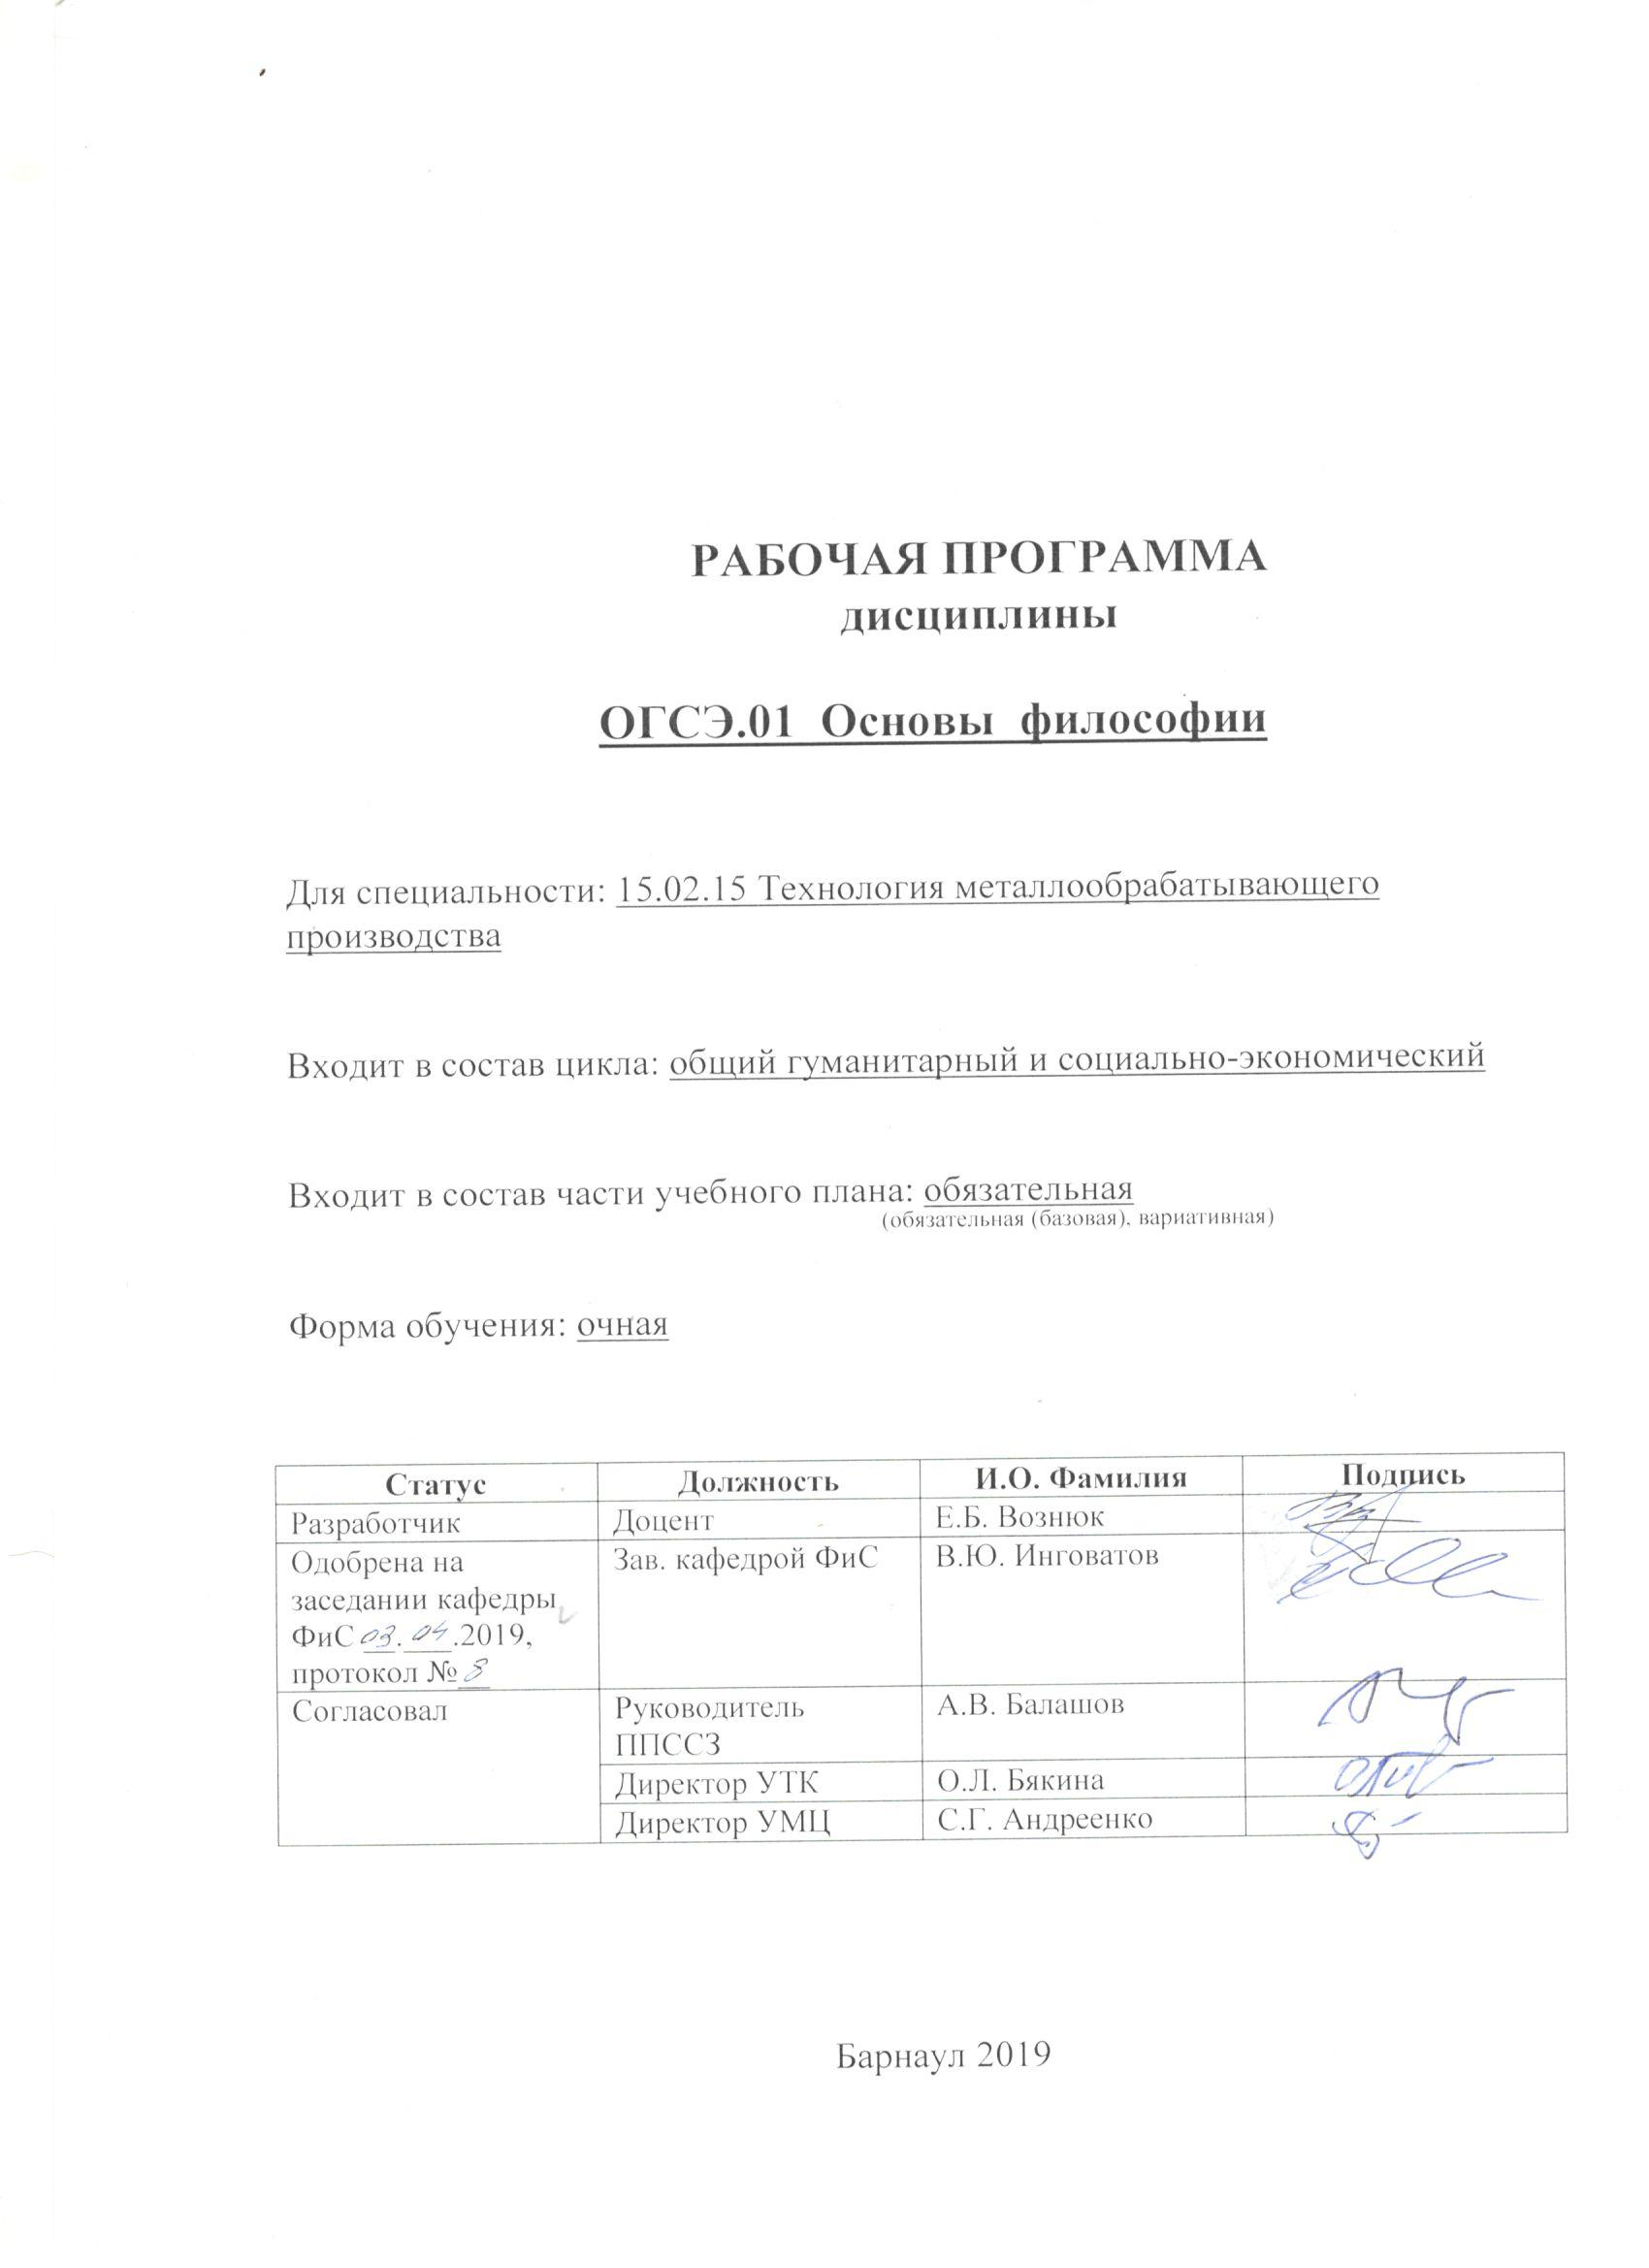 РАБОЧАЯ ПРОГРАММА
дисциплины
ОГСЭ.01 Основы философии
Для специальности: 15.02.15 Технология металлообрабатывающего
производства
Входит в состав цикла: общий гуманитарный и социально-экономический
Входит в состав части учебного плана: обязательная
(обязательная (базовая), вариативная)
Форма обучения: очная
Статус Должность И.О. Фамилия Подпись
Разработчик Доцент Е.Б. Вознюк
Одобрена на Зав. кафедрой ФиС В.Ю. Инговатов
заседании кафедры
ФиС 03.04.2019,
протокол № 8
Согласовал Руководитель А.В. Балашов
ППССЗ
Директор УТК О.Л. Бякина
Директор УМЦ С.Г. Андреенко
Барнаул 2019